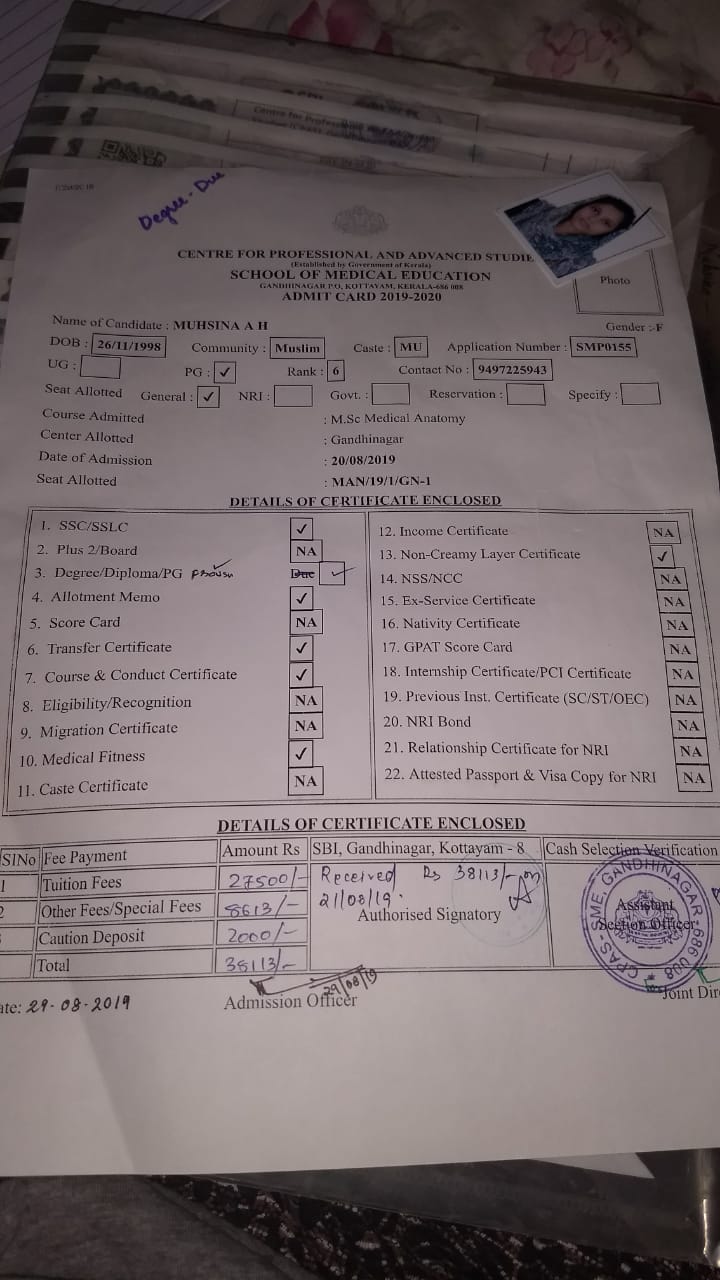 Degree - Due
CENTRE FOR PROFESSIONAL AND ADVANCED STUDIE
(Established by Government of Kerala)
SCHOOL OF MEDICAL EDUCATION
GANDHINAGAR P.O, KOTTAYAM, KERALA-686 008
ADMIT CARD 2019-2020
Photo
Name of Candidate : MUHSINA A H Gender :-F
DOB : 26/11/1998 Community : Muslim Caste : MU Application Number : SMP0155
UG : PG : ✓ Rank : 6 Contact No : 9497225943
Seat Allotted General : ✓ NRI : Govt. : Reservation : Specify :
Course Admitted : M.Sc Medical Anatomy
Center Allotted : Gandhinagar
Date of Admission : 20/08/2019
Seat Allotted : MAN/19/1/GN-1
DETAILS OF CERTIFICATE ENCLOSED
1. SSC/SSLC ✓
2. Plus 2/Board NA
3. Degree/Diploma/PG Due ✓
4. Allotment Memo ✓
5. Score Card NA
6. Transfer Certificate ✓
7. Course & Conduct Certificate ✓
8. Eligibility/Recognition NA
9. Migration Certificate NA
10. Medical Fitness ✓
11. Caste Certificate NA
12. Income Certificate NA
13. Non-Creamy Layer Certificate ✓
14. NSS/NCC NA
15. Ex-Service Certificate NA
16. Nativity Certificate NA
17. GPAT Score Card NA
18. Internship Certificate/PCI Certificate NA
19. Previous Inst. Certificate (SC/ST/OEC) NA
20. NRI Bond NA
21. Relationship Certificate for NRI NA
22. Attested Passport & Visa Copy for NRI NA
DETAILS OF CERTIFICATE ENCLOSED
SlNo Fee Payment Amount Rs SBI, Gandhinagar, Kottayam - 8 Cash Selection Verification
1 Tuition Fees 27500/-
2 Other Fees/Special Fees 8613/-
Caution Deposit 2000/-
Total 38113/-
Received Rs 38113/- on
21/08/19.
Authorised Signatory
Assistant
Section Officer
CPAS-SME GANDHINAGAR 686 008
29/08/19
ate: 29-08-2019 Admission Officer Joint Dir